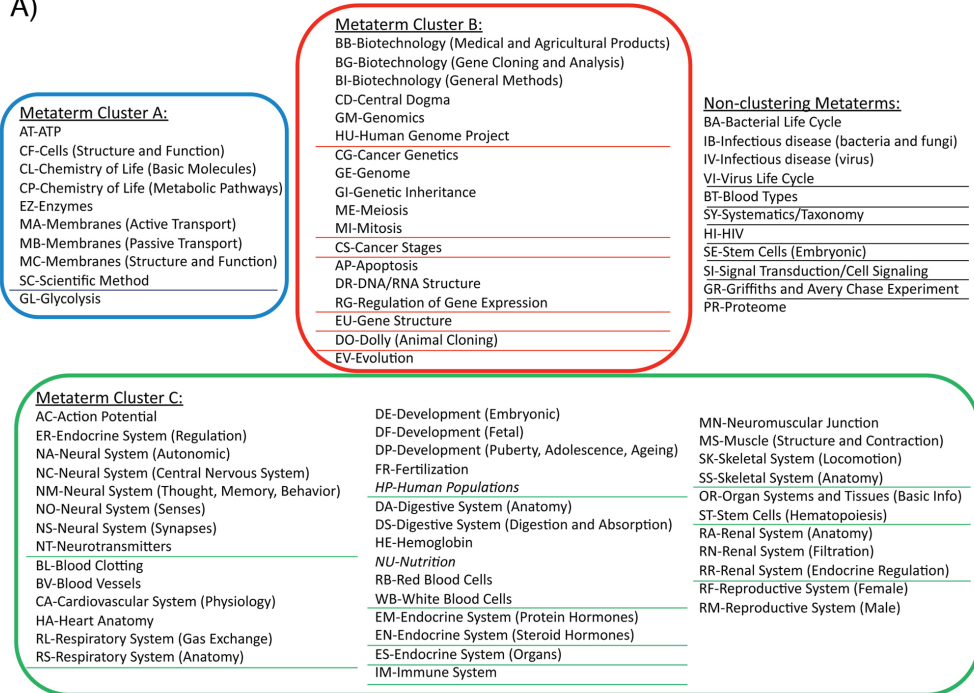 A)
Metaterm Cluster A:
AT-ATP
CF-Cells (Structure and Function)
CL-Chemistry of Life (Basic Molecules)
CP-Chemistry of Life (Metabolic Pathways)
EZ-Enzymes
MA-Membranes (Active Transport)
MB-Membranes (Passive Transport)
MC-Membranes (Structure and Function)
SC-Scientific Method
GL-Glycolysis
Metaterm Cluster B:
BB-Biotechnology (Medical and Agricultural Products)
BG-Biotechnology (Gene Cloning and Analysis)
BI-Biotechnology (General Methods)
CD-Central Dogma
GM-Genomics
HU-Human Genome Project
CG-Cancer Genetics
GE-Genome
GI-Genetic Inheritance
ME-Meiosis
MI-Mitosis
CS-Cancer Stages
AP-Apoptosis
DR-DNA/RNA Structure
RG-Regulation of Gene Expression
EU-Gene Structure
DO-Dolly (Animal Cloning)
EV-Evolution
Non-clustering Metaterms:
BA-Bacterial Life Cycle
IB-Infectious disease (bacteria and fungi)
IV-Infectious disease (virus)
VI-Virus Life Cycle
BT-Blood Types
SY-Systematics/Taxonomy
HI-HIV
SE-Stem Cells (Embryonic)
SI-Signal Transduction/Cell Signaling
GR-Griffiths and Avery Chase Experiment
PR-Proteome
Metaterm Cluster C:
AC-Action Potential
ER-Endocrine System (Regulation)
NA-Neural System (Autonomic)
NC-Neural System (Central Nervous System)
NM-Neural System (Thought, Memory, Behavior)
NO-Neural System (Senses)
NS-Neural System (Synapses)
NT-Neurotransmitters
BL-Blood Clotting
BV-Blood Vessels
CA-Cardiovascular System (Physiology)
HA-Heart Anatomy
RL-Respiratory System (Gas Exchange)
RS-Respiratory System (Anatomy)
DE-Development (Embryonic)
DF-Development (Fetal)
DP-Development (Puberty, Adolescence, Ageing)
FR-Fertilization
HP-Human Populations
DA-Digestive System (Anatomy)
DS-Digestive System (Digestion and Absorption)
HE-Hemoglobin
NU-Nutrition
RB-Red Blood Cells
WB-White Blood Cells
EM-Endocrine System (Protein Hormones)
EN-Endocrine System (Steroid Hormones)
ES-Endocrine System (Organs)
IM-Immune System
MN-Neuromuscular Junction
MS-Muscle (Structure and Contraction)
SK-Skeletal System (Locomotion)
SS-Skeletal System (Anatomy)
OR-Organ Systems and Tissues (Basic Info)
ST-Stem Cells (Hematopoiesis)
RA-Renal System (Anatomy)
RN-Renal System (Filtration)
RR-Renal System (Endocrine Regulation)
RF-Reproductive System (Female)
RM-Reproductive System (Male)